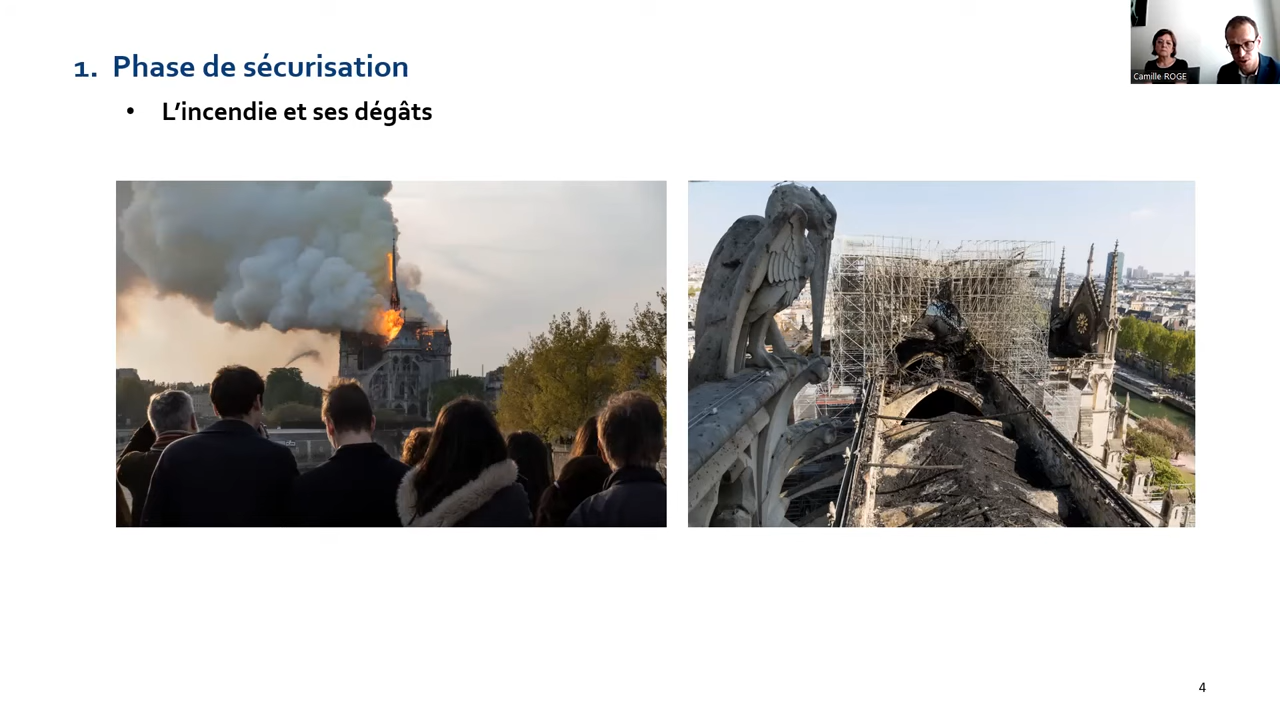 1. Phase de sécurisation
• L’incendie et ses dégâts
Camille ROGE
4